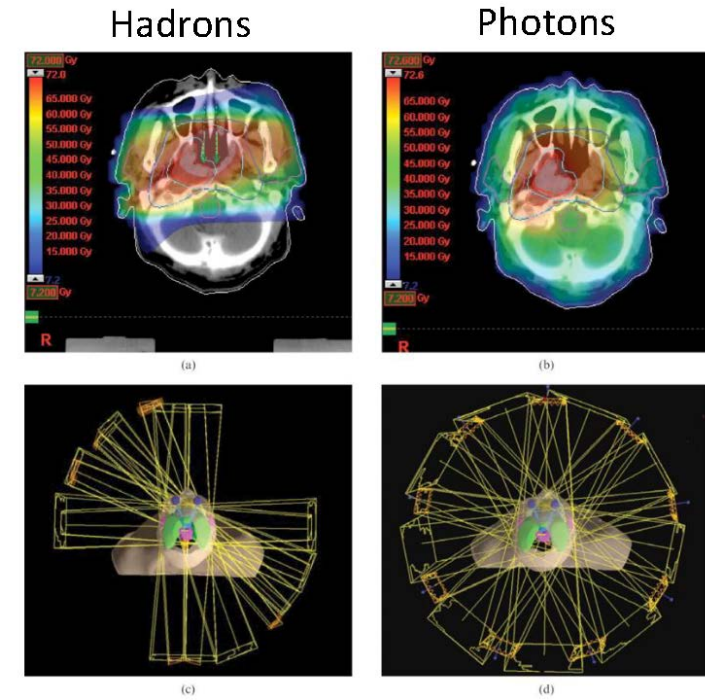 Hadrons
Photons
72.000 Gy
72.0
65.000 Gy
60.000 Gy
55.000 Gy
50.000 Gy
45.000 Gy
40.000 Gy
35.000 Gy
30.000 Gy
25.000 Gy
20.000 Gy
15.000 Gy
7.2
7.200 Gy
R
(a)
72.600 Gy
72.6
65.000 Gy
60.000 Gy
55.000 Gy
50.000 Gy
45.000 Gy
40.000 Gy
35.000 Gy
30.000 Gy
25.000 Gy
20.000 Gy
15.000 Gy
7.2
7.200 Gy
R
(b)
(c)
(d)